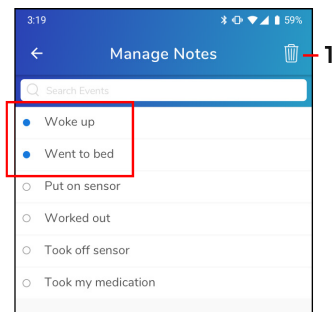 3:19 59%
Manage Notes 1
Search Events
Woke up
Went to bed
Put on sensor
Worked out
Took off sensor
Took my medication